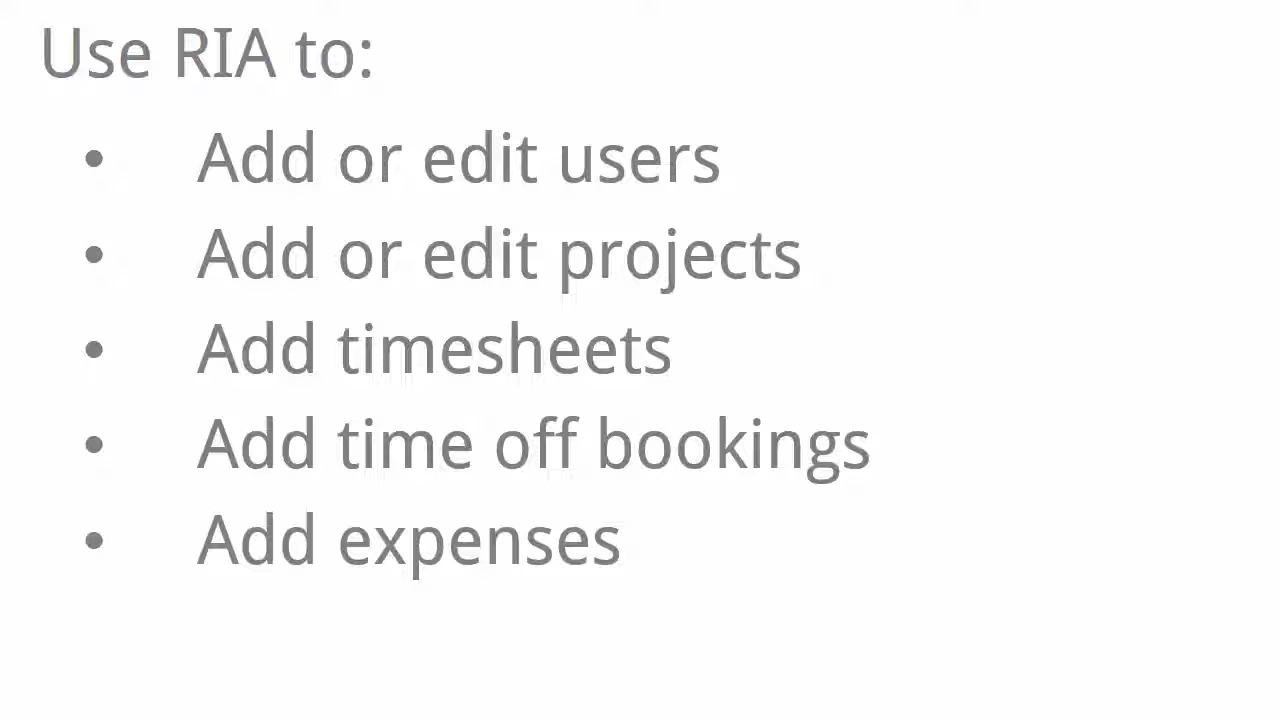 Use RIA to:
• Add or edit users
• Add or edit projects
• Add timesheets
• Add time off bookings
• Add expenses